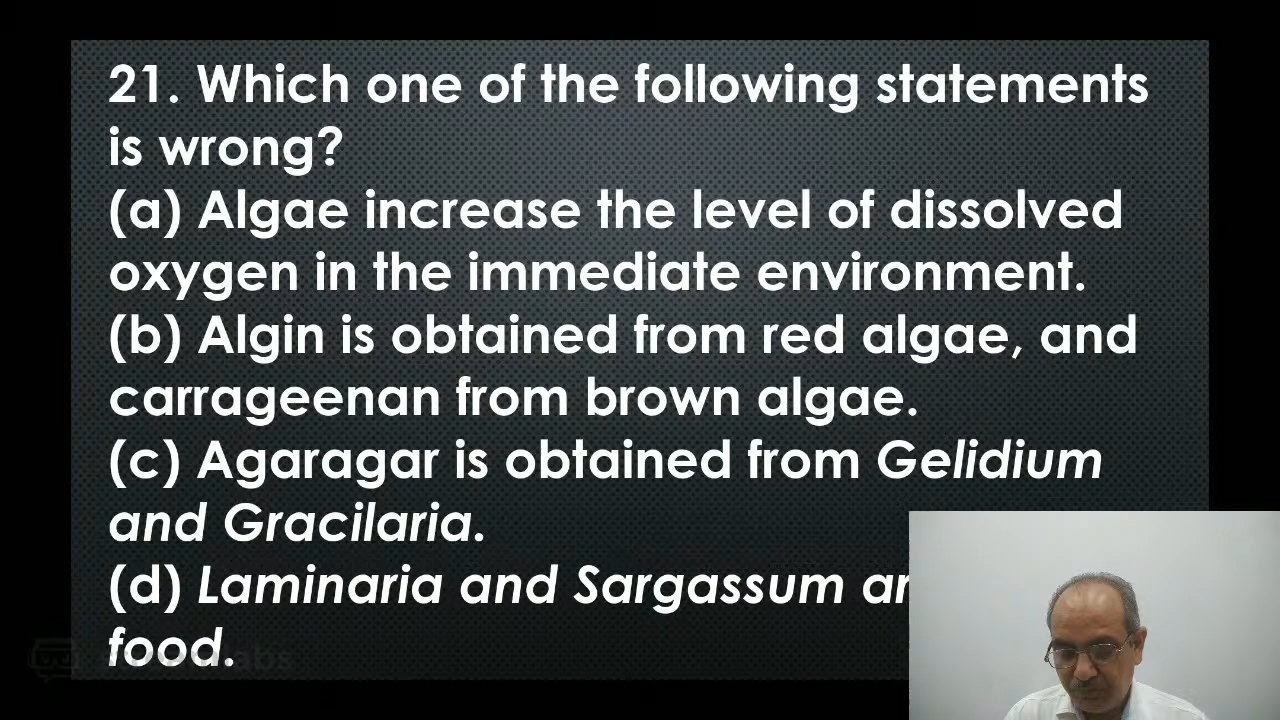 21. Which one of the following statements
is wrong?
(a) Algae increase the level of dissolved
oxygen in the immediate environment.
(b) Algin is obtained from red algae, and
carrageenan from brown algae.
(c) Agaragar is obtained from Gelidium
and Gracilaria.
(d) Laminaria and Sargassum
food.